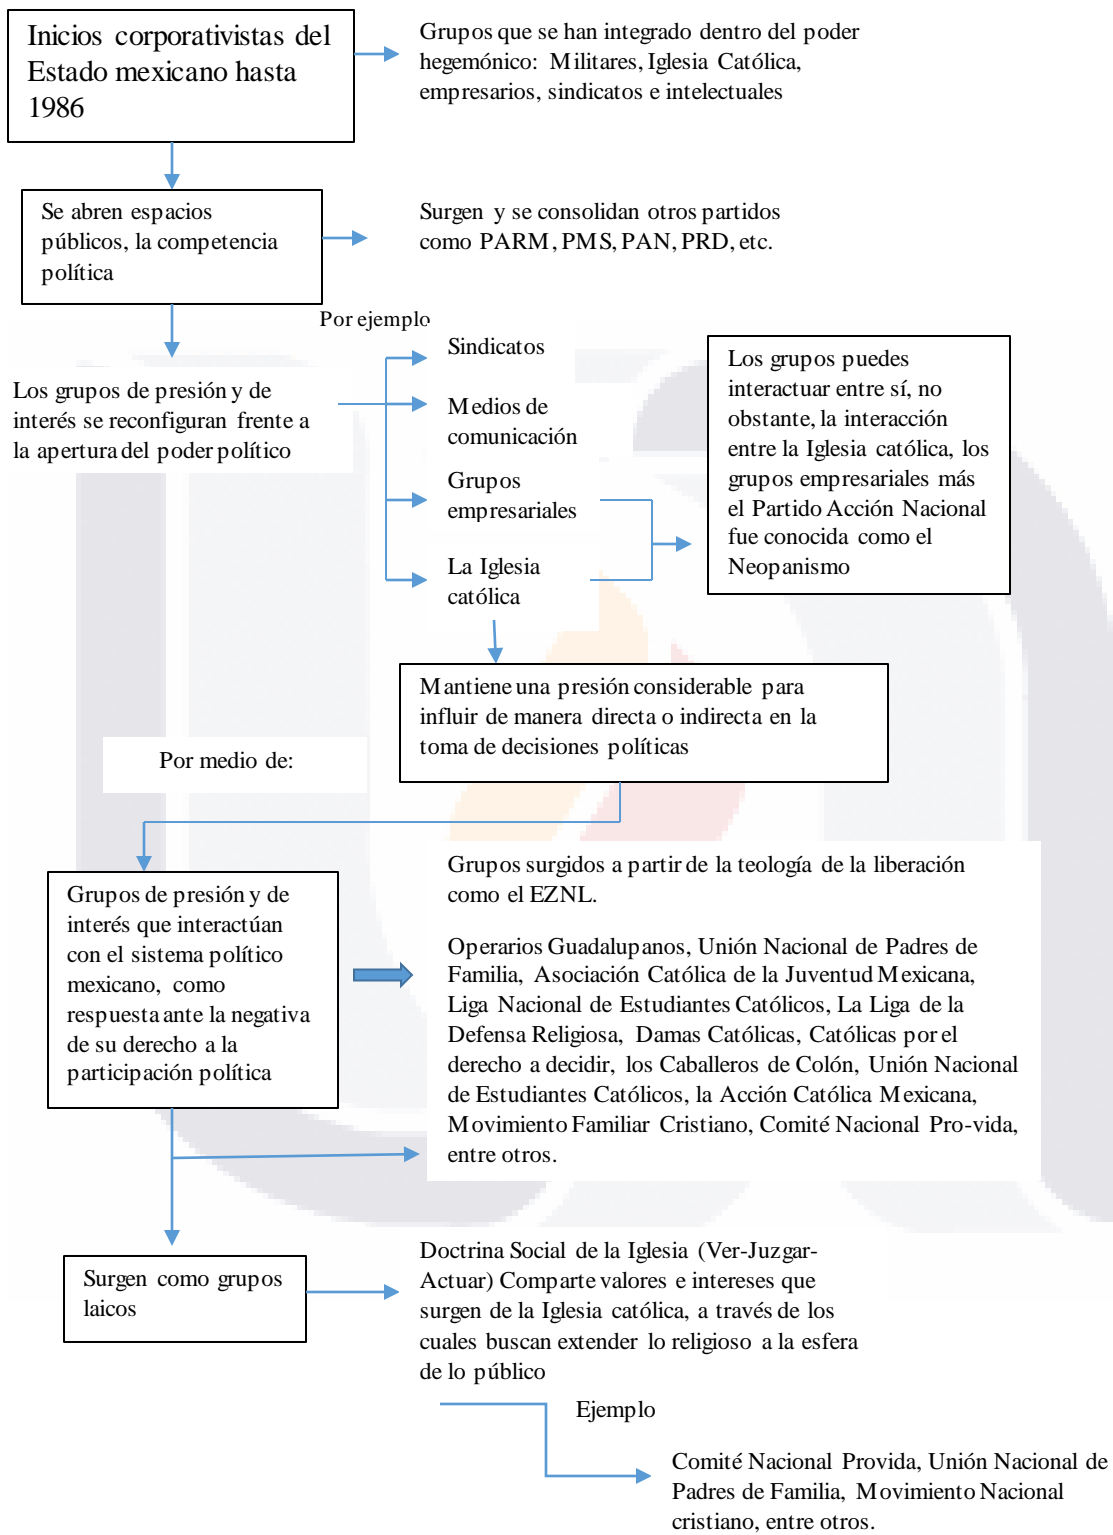 Inicios corporativistas del
Estado mexicano hasta
1986
Grupos que se han integrado dentro del poder
hegemónico: Militares, Iglesia Católica,
empresarios, sindicatos e intelectuales
Se abren espacios
públicos, la competencia
política
Surgen y se consolidan otros partidos
como PARM, PMS, PAN, PRD, etc.
Por ejemplo
Los grupos de presión y de
interés se reconfiguran frente a
la apertura del poder político
Sindicatos
Medios de
comunicación
Grupos
empresariales
La Iglesia
católica
Los grupos puedes
interactuar entre sí, no
obstante, la interacción
entre la Iglesia católica, los
grupos empresariales más
el Partido Acción Nacional
fue conocida como el
Neopanismo
Mantiene una presión considerable para
influir de manera directa o indirecta en la
toma de decisiones políticas
Por medio de:
Grupos de presión y de
interés que interactúan
con el sistema político
mexicano, como
respuesta ante la negativa
de su derecho a la
participación política
Grupos surgidos a partir de la teología de la liberación
como el EZNL.
Operarios Guadalupanos, Unión Nacional de Padres de
Familia, Asociación Católica de la Juventud Mexicana,
Liga Nacional de Estudiantes Católicos, La Liga de la
Defensa Religiosa, Damas Católicas, Católicas por el
derecho a decidir, los Caballeros de Colón, Unión Nacional
de Estudiantes Católicos, la Acción Católica Mexicana,
Movimiento Familiar Cristiano, Comité Nacional Pro-vida,
entre otros.
Surgen como grupos
laicos
Doctrina Social de la Iglesia (Ver-Juzgar-
Actuar) Comparte valores e intereses que
surgen de la Iglesia católica, a través de los
cuales buscan extender lo religioso a la esfera
de lo público
Ejemplo
Comité Nacional Provida, Unión Nacional de
Padres de Familia, Movimiento Nacional
cristiano, entre otros.